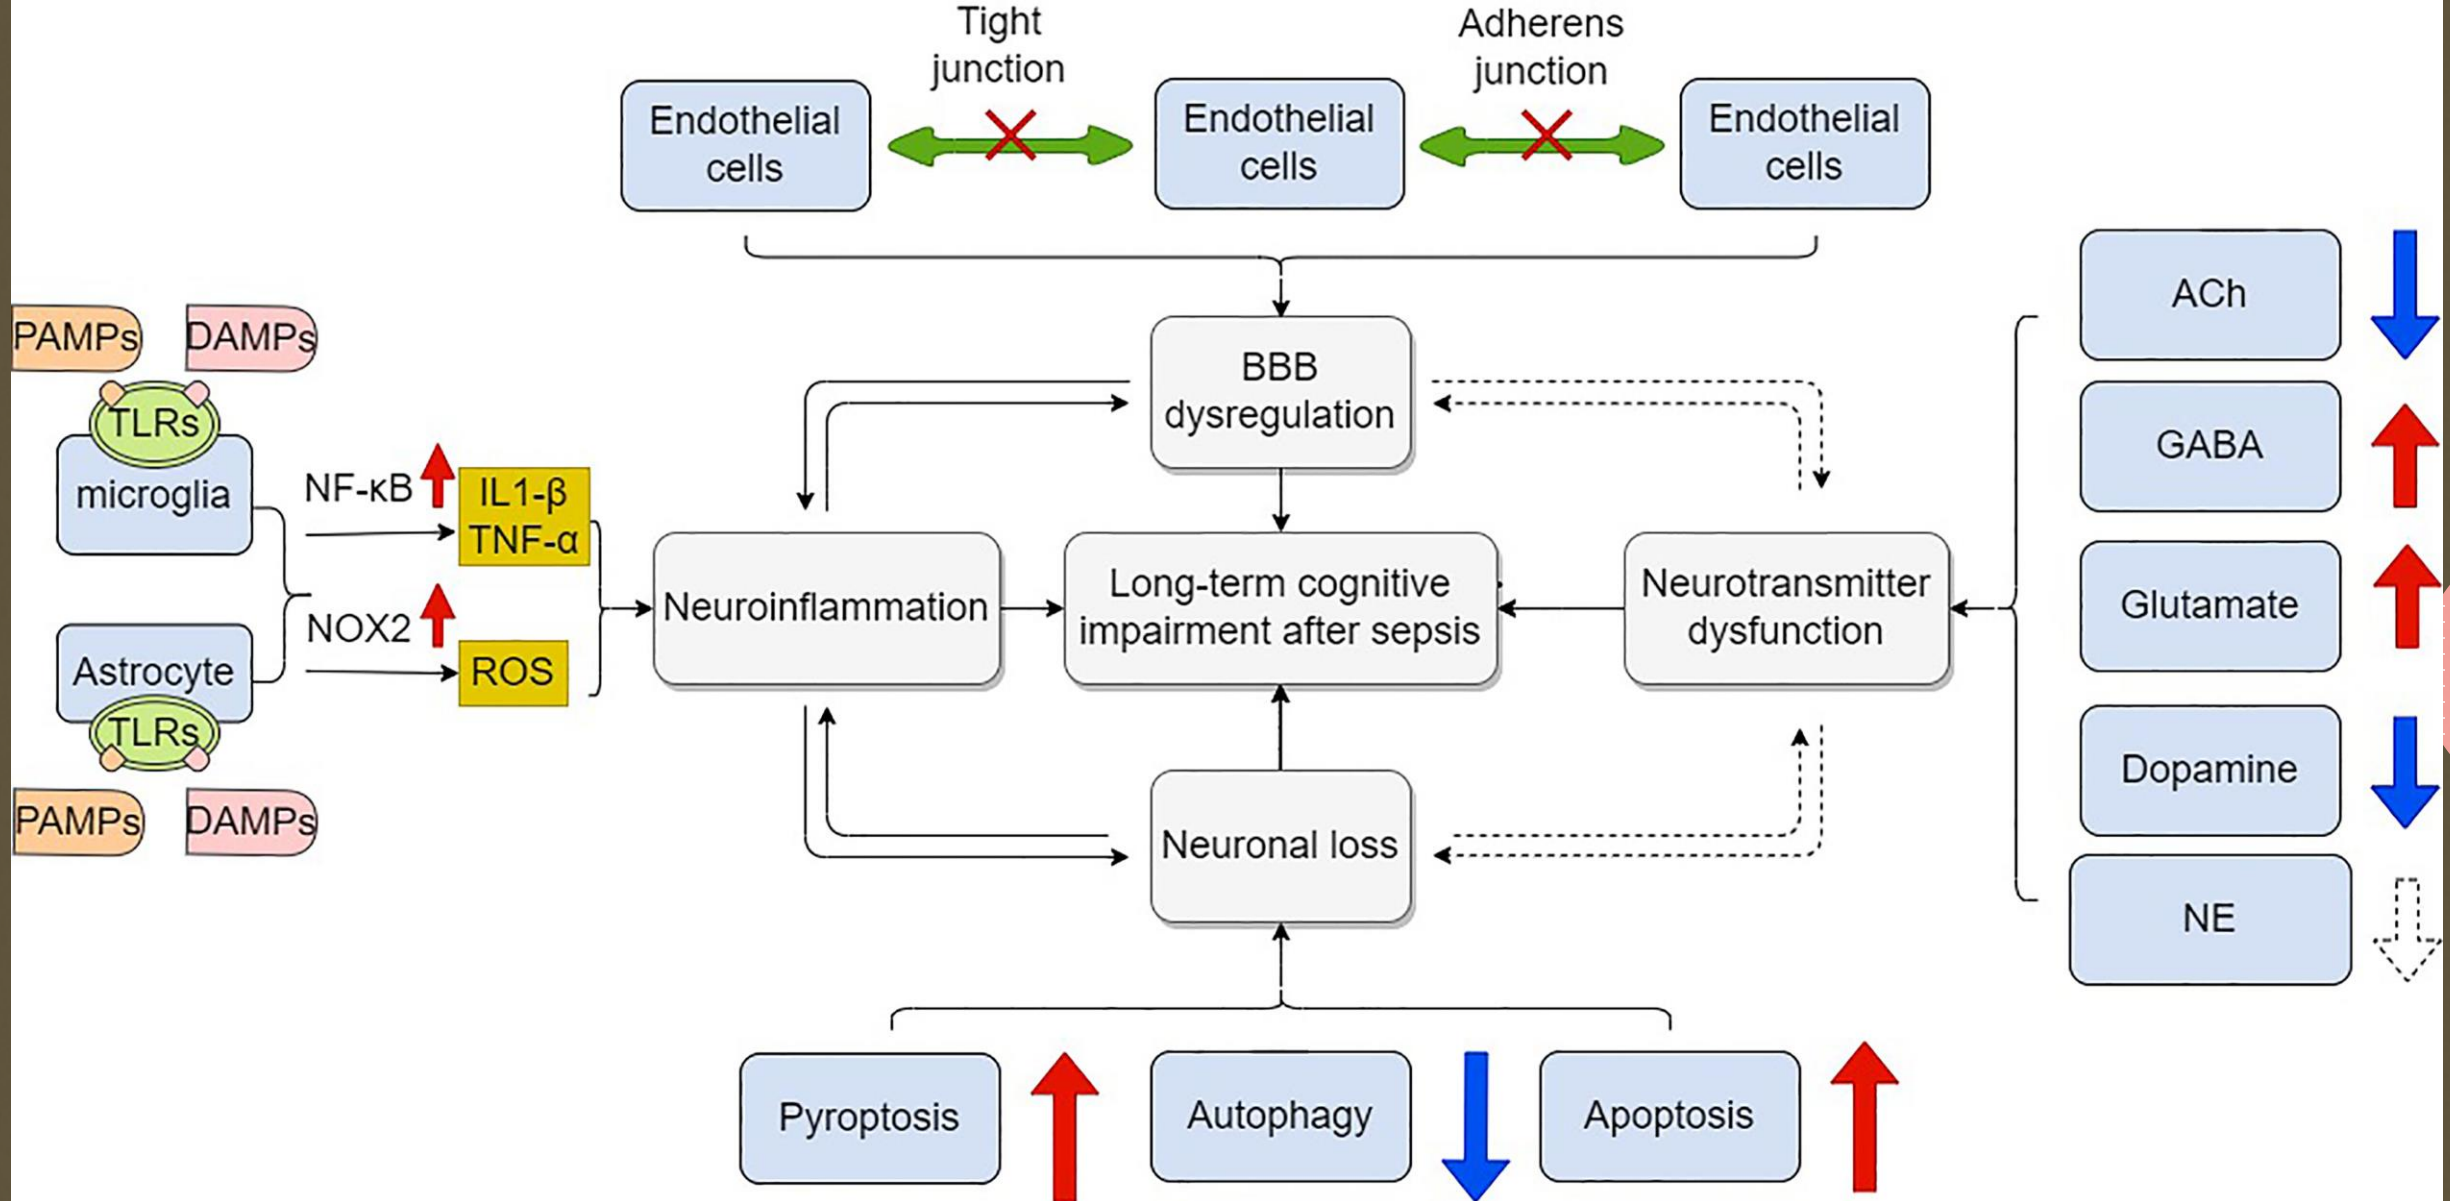 Tight
junction
Adherens
junction
Endothelial
cells
Endothelial
cells
Endothelial
cells
PAMPs
DAMPs
TLRs
microglia
NF-κB
IL1-β
TNF-α
NOX2
ROS
Astrocyte
TLRs
PAMPs
DAMPs
BBB
dysregulation
Neuroinflammation
Long-term cognitive
impairment after sepsis
Neurotransmitter
dysfunction
Neuronal loss
ACh
GABA
Glutamate
Dopamine
NE
Pyroptosis
Autophagy
Apoptosis